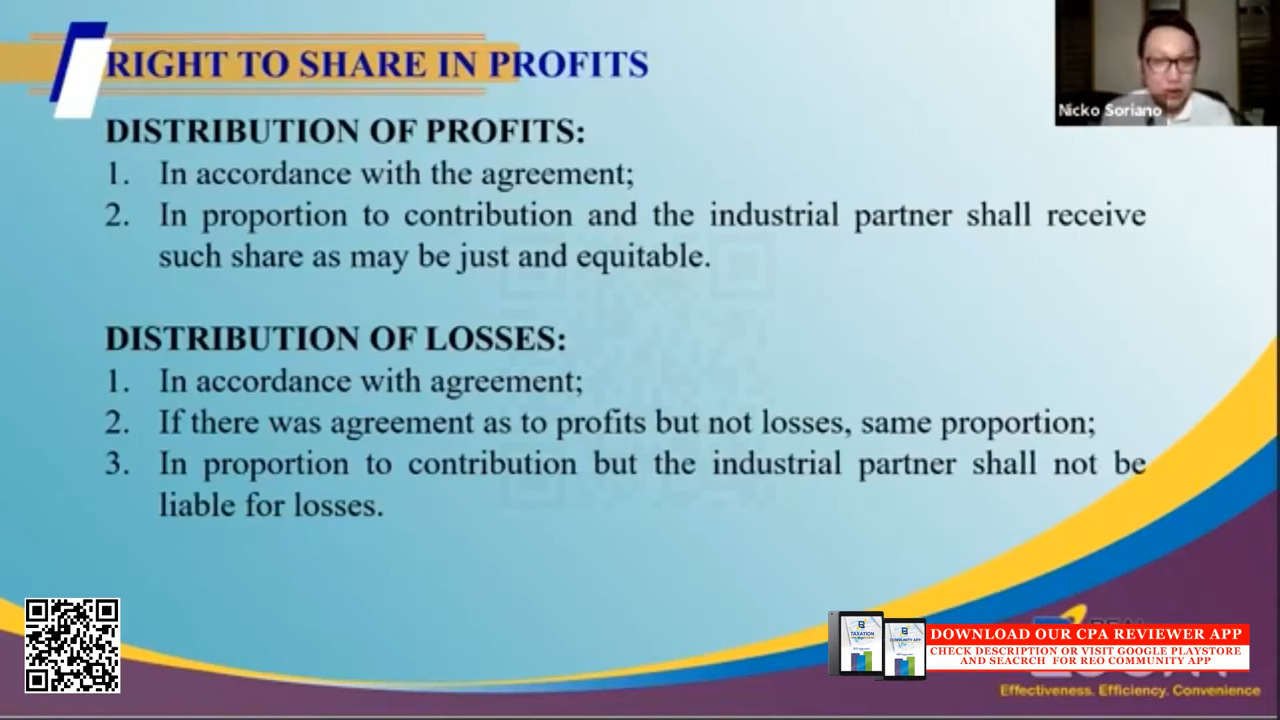 RIGHT TO SHARE IN PROFITS
Nicko Soriano
DISTRIBUTION OF PROFITS:
1. In accordance with the agreement;
2. In proportion to contribution and the industrial partner shall receive
such share as may be just and equitable.
DISTRIBUTION OF LOSSES:
1. In accordance with agreement;
2. If there was agreement as to profits but not losses, same proportion;
3. In proportion to contribution but the industrial partner shall not be
liable for losses.
TAXATION
COMMUNITY APP
DOWNLOAD OUR CPA REVIEWER APP
CHECK DESCRIPTION OR VISIT GOOGLE PLAYSTORE
AND SEACRCH FOR REO COMMUNITY APP
Effectiveness. Efficiency. Convenience